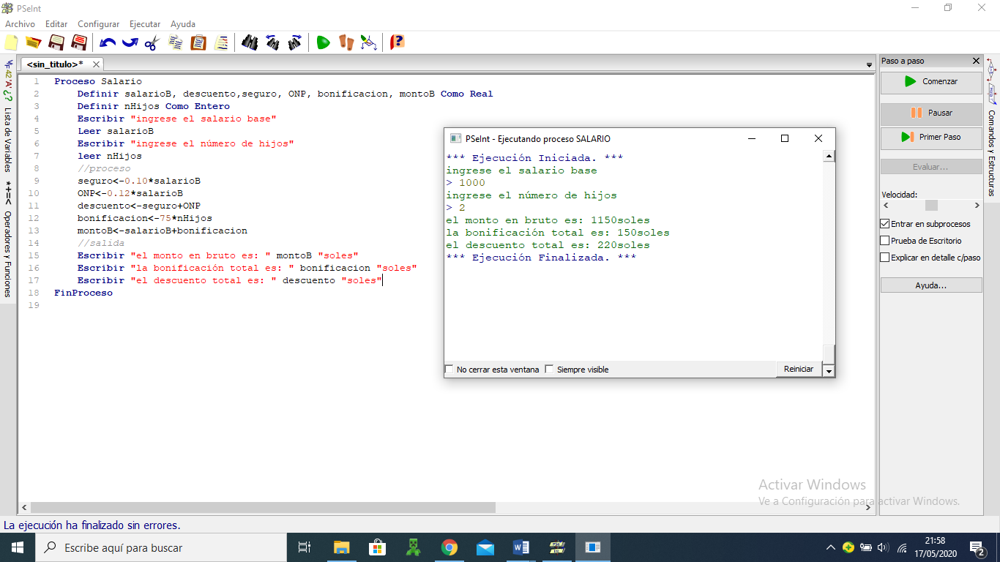 PSeInt
Archivo Editar Configurar Ejecutar Ayuda
<sin_titulo>*
Lista de Variables
Operadores y Funciones
1 Proceso Salario
2 Definir salarioB, descuento,seguro, ONP, bonificacion, montoB Como Real
3 Definir nHijos Como Entero
4 Escribir "ingrese el salario base"
5 Leer salarioB
6 Escribir "ingrese el número de hijos"
7 leer nHijos
8 //proceso
9 seguro<-0.10*salarioB
10 ONP<-0.12*salarioB
11 descuento<-seguro+ONP
12 bonificacion<-75*nHijos
13 montoB<-salarioB+bonificacion
14 //salida
15 Escribir "el monto en bruto es: " montoB "soles"
16 Escribir "la bonificación total es: " bonificacion "soles"
17 Escribir "el descuento total es: " descuento "soles"
18 FinProceso
19
PSeInt - Ejecutando proceso SALARIO
*** Ejecución Iniciada. ***
ingrese el salario base
> 1000
ingrese el número de hijos
> 2
el monto en bruto es: 1150soles
la bonificación total es: 150soles
el descuento total es: 220soles
*** Ejecución Finalizada. ***
No cerrar esta ventana Siempre visible Reiniciar
Paso a paso
Comenzar
Pausar
Primer Paso
Evaluar...
Velocidad:
Entrar en subprocesos
Prueba de Escritorio
Explicar en detalle c/paso
Ayuda...
Comandos y Estructuras
Activar Windows
Ve a Configuración para activar Windows.
La ejecución ha finalizado sin errores.
Escribe aquí para buscar
21:58
17/05/2020
2